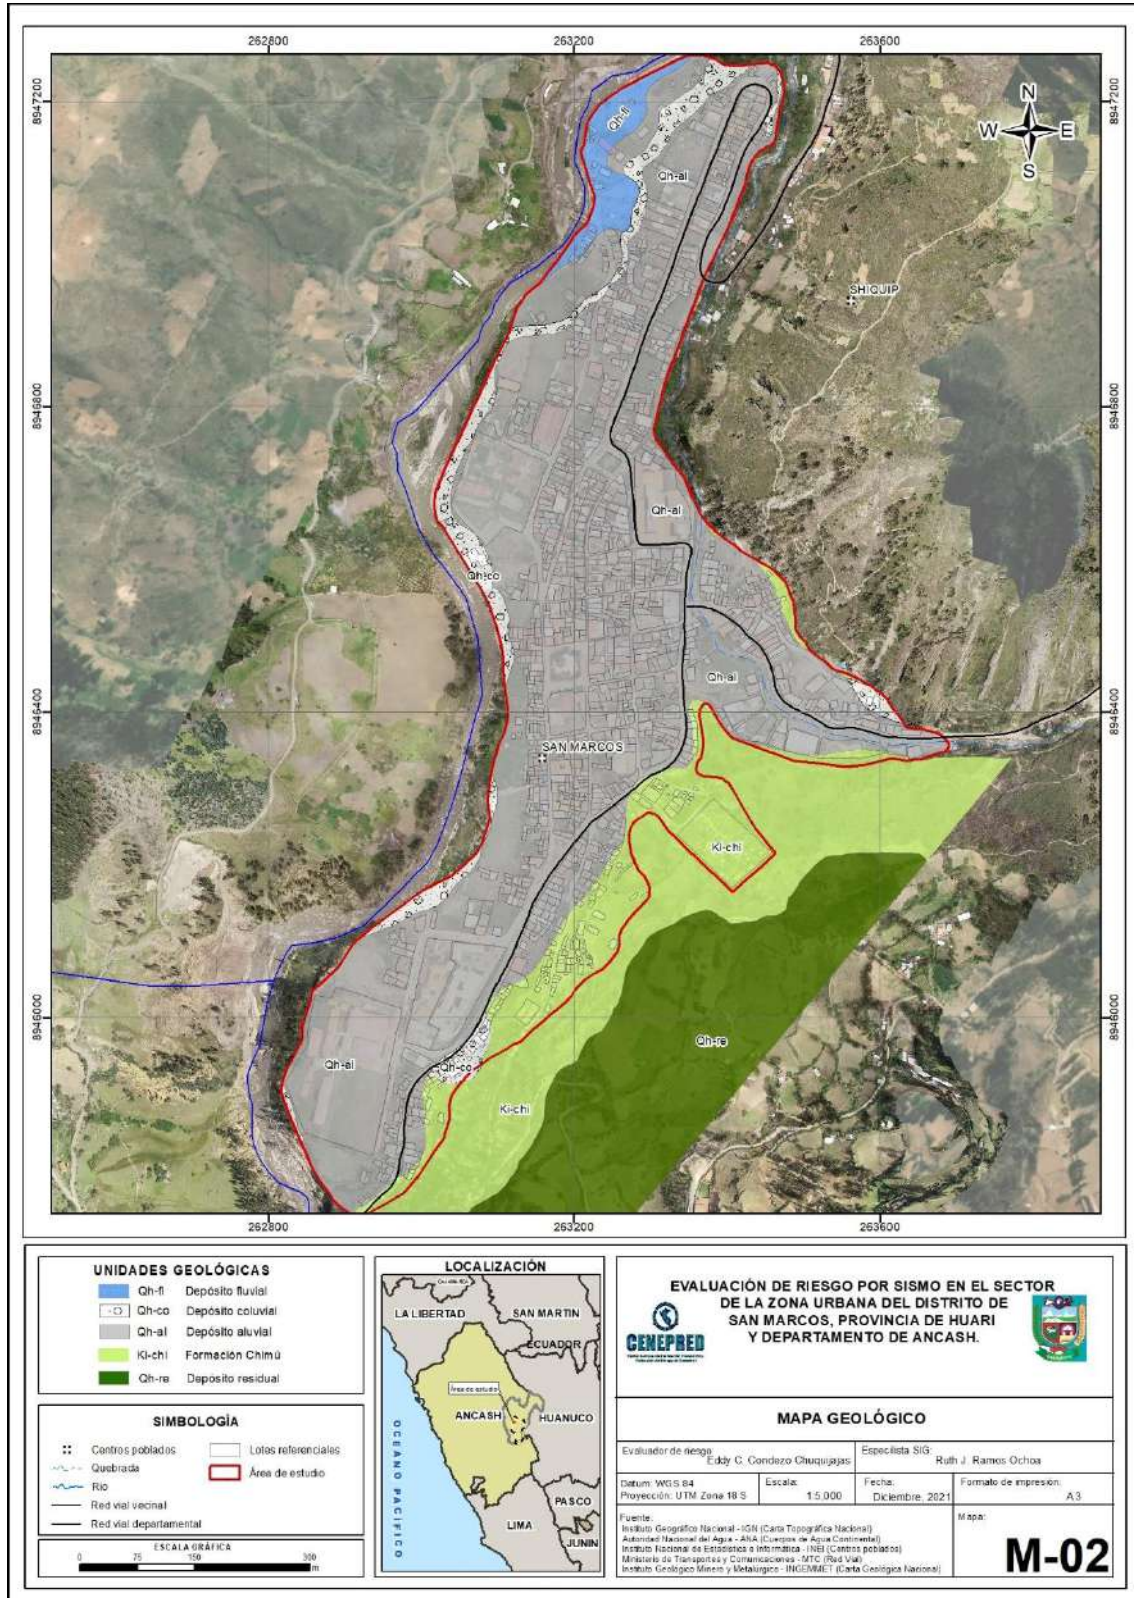 262800
263200
263600
8947200
8947200
N
W
E
S
Qh-fl
Qh-al
SHIQUIP
8946800
8946800
Qh-al
Qh-co
Qh-al
8946400
8946400
SAN MARCOS
Ki-chi
8946000
8946000
Qh-re
Qh-al
Qh-co
Ki-chi
262800
263200
263600
UNIDADES GEOLÓGICAS
Qh-fl Depósito fluvial
Qh-co Depósito coluvial
Qh-al Depósito aluvial
Ki-chi Formación Chimú
Qh-re Depósito residual
SIMBOLOGÍA
Centros poblados
Quebrada
Río
Red vial vecinal
Red vial departamental
Lotes referenciales
Área de estudio
ESCALA GRÁFICA
0 75 150 300
m
LOCALIZACIÓN
LA LIBERTAD
SAN MARTIN
ECUADOR
Área de estudio
ANCASH
HUANUCO
OCEANO PACÍFICO
PASCO
LIMA
JUNIN
EVALUACIÓN DE RIESGO POR SISMO EN EL SECTOR
DE LA ZONA URBANA DEL DISTRITO DE
SAN MARCOS, PROVINCIA DE HUARI
Y DEPARTAMENTO DE ANCASH.
CENEPRED
MAPA GEOLÓGICO
Evaluador de riesgo:
Eddy C. Condezo Chuquijajas
Especilista SIG:
Ruth J. Ramos Ochoa
Datum: WGS 84
Proyección: UTM Zona 18 S
Escala:
1:5,000
Fecha:
Diciembre, 2021
Formato de impresión:
A3
Fuente:
Instituto Geográfico Nacional - IGN (Carta Topográfica Nacional)
Autoridad Nacional del Agua - ANA (Cuerpos de Agua Continental)
Instituto Nacional de Estadística e Informática - INEI (Centros poblados)
Ministerio de Transportes y Comunicaciones - MTC (Red Vial)
Instituto Geológico Minero y Metalúrgico - INGEMMET (Carta Geológica Nacional)
Mapa:
M-02